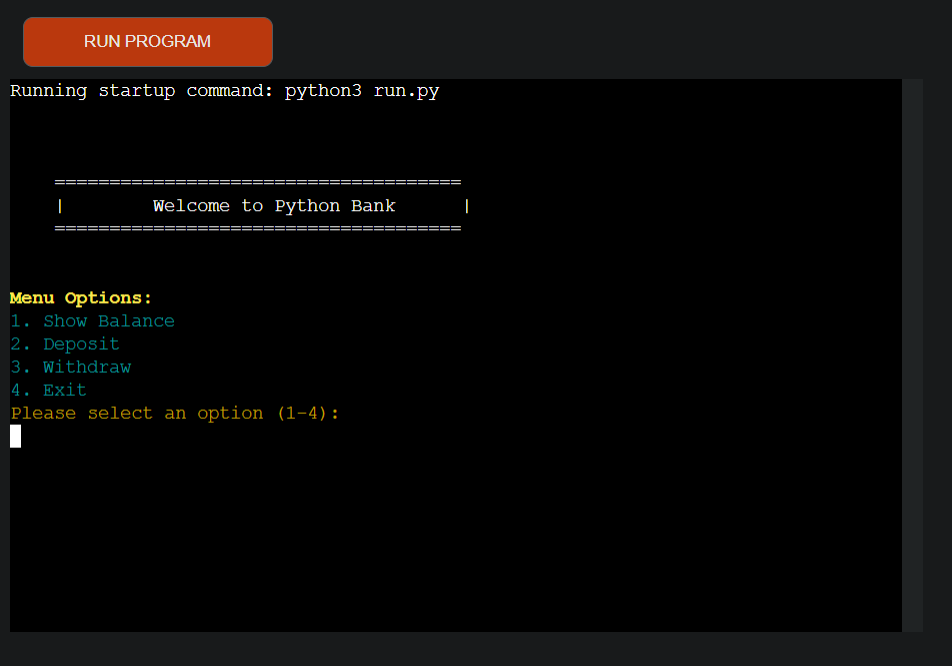 RUN PROGRAM
Running startup command: python3 run.py
=====================================
|        Welcome to Python Bank      |
=====================================
Menu Options:
1. Show Balance
2. Deposit
3. Withdraw
4. Exit
Please select an option (1-4):